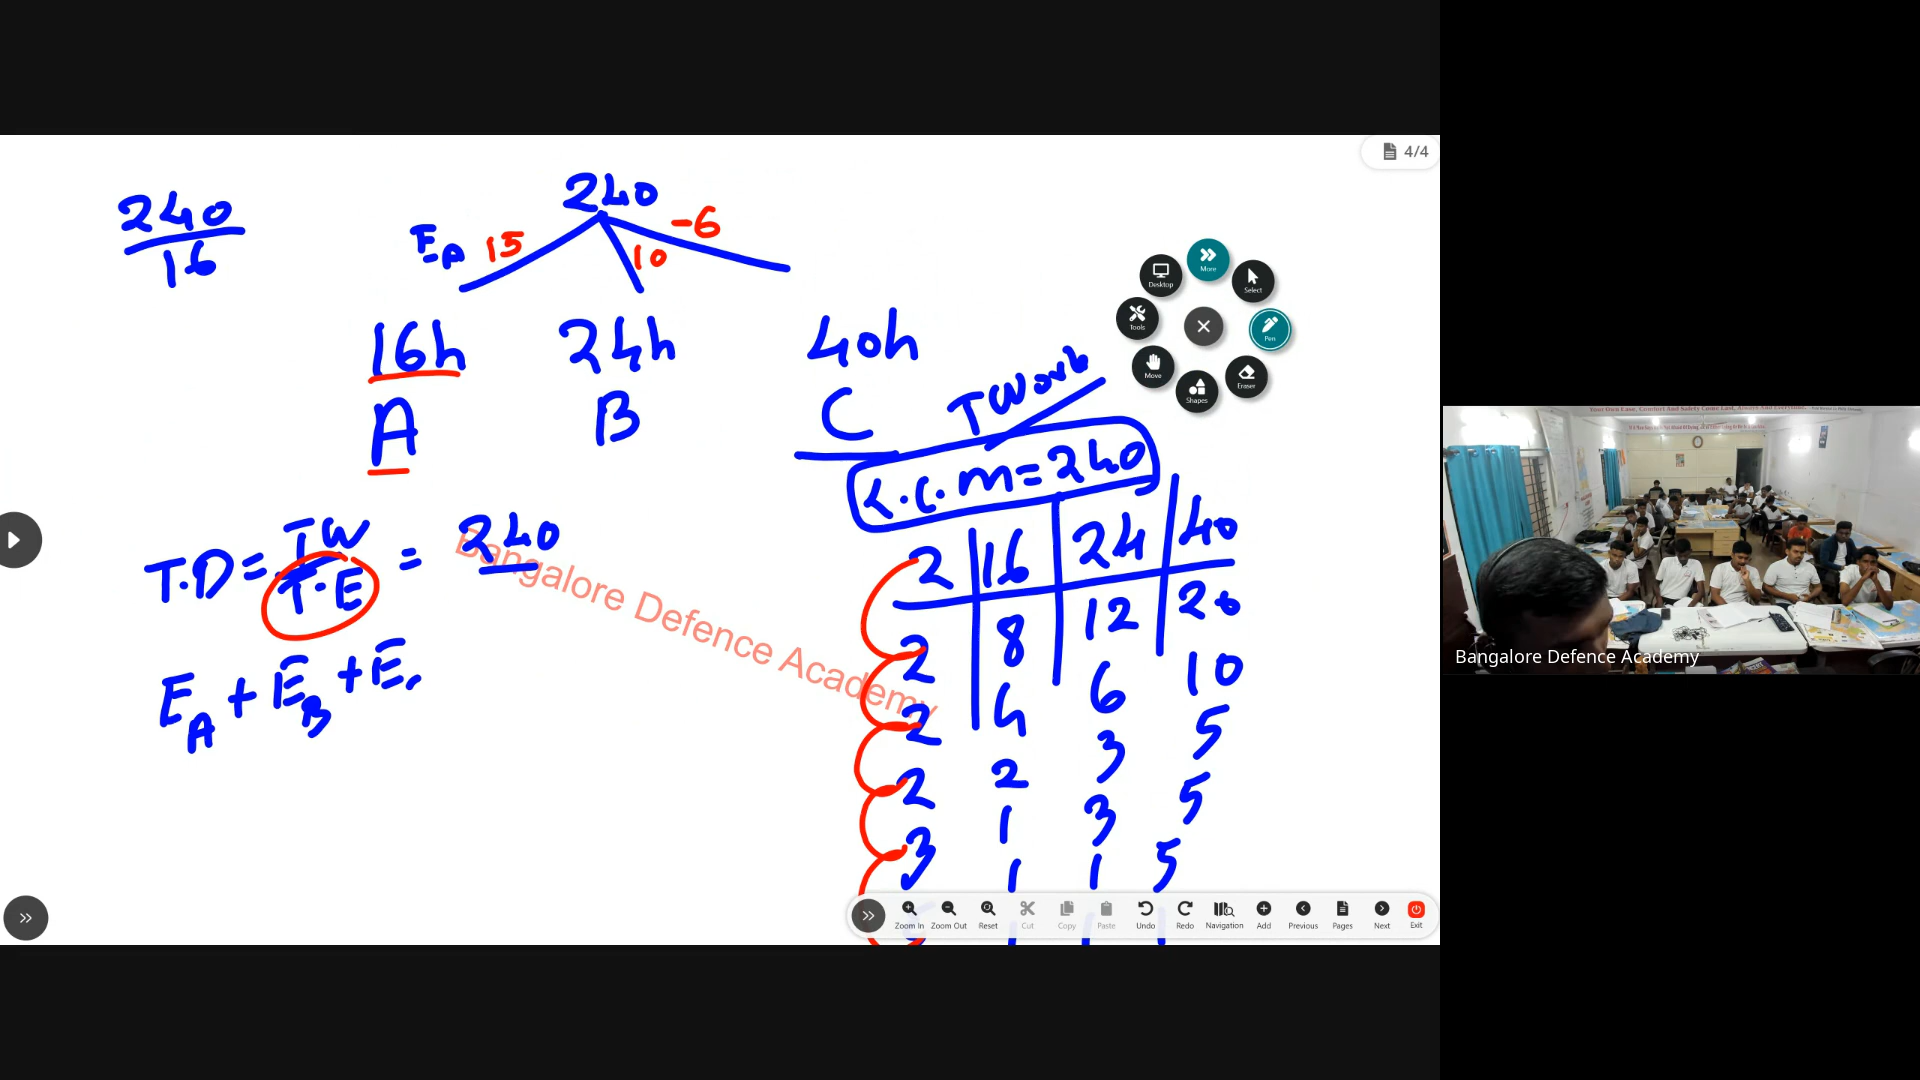 4/4
240
16
240
EA 15 10 -6
16h 24h 40h
A B C
TWork
L.C.M=240
T.D = TW = 240
T.E
EA + EB + E
2 16 24 40
2 8 12 20
2 4 6 10
2 2 3 5
3 1 3 5
1 1 5
Bangalore Defence Academy
More
Desktop
Select
Tools
Pen
Move
Eraser
Shapes
Zoom In Zoom Out Reset Cut Copy Paste Undo Redo Navigation Add Previous Pages Next Exit
Bangalore Defence Academy